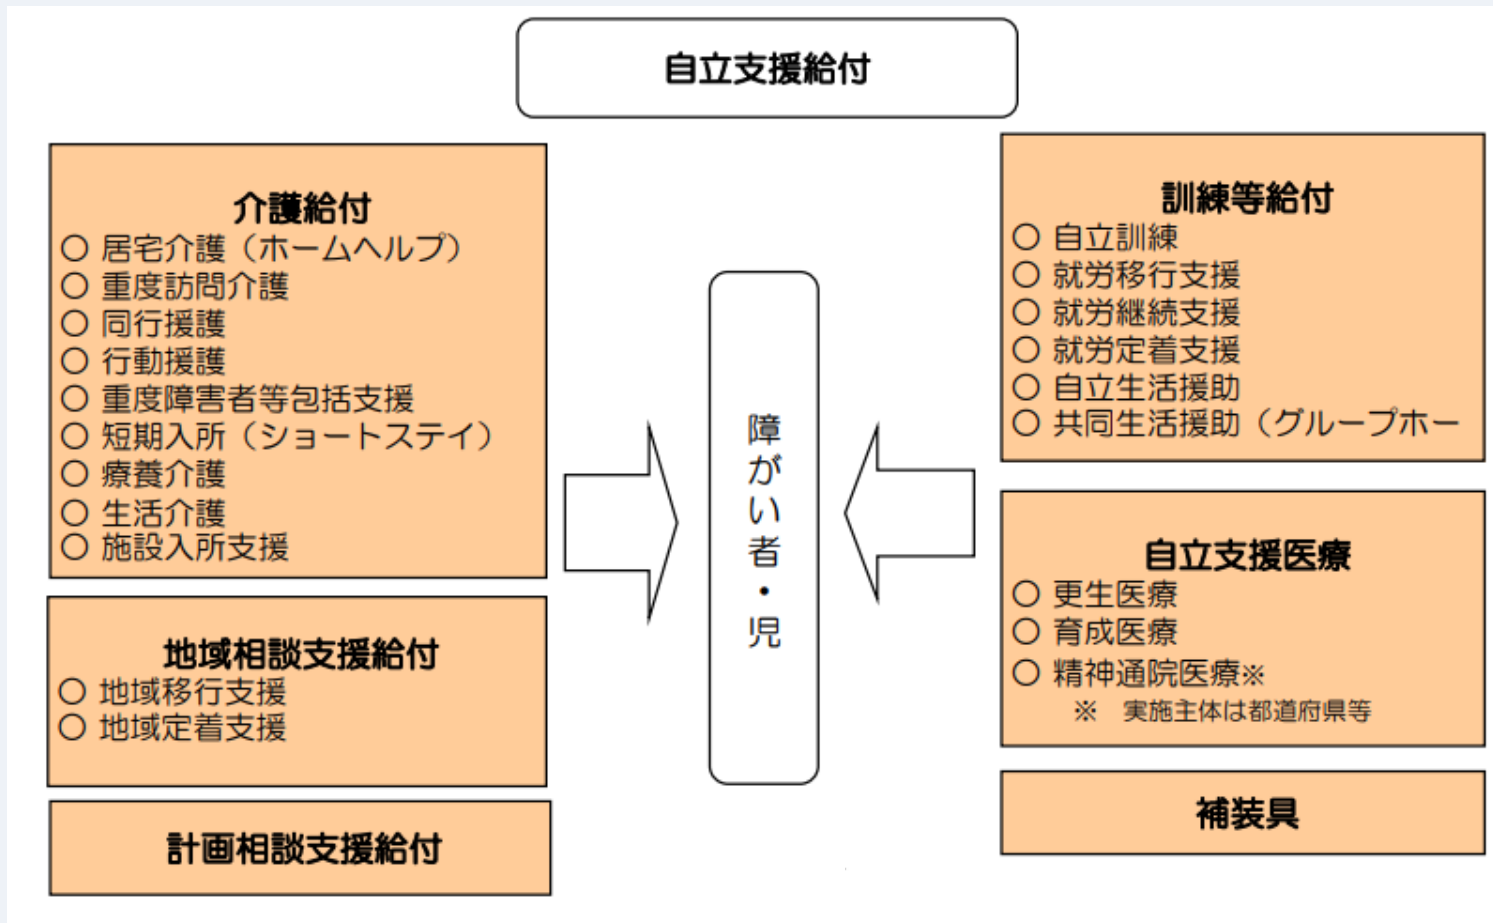 自立支援給付
介護給付
○ 居宅介護（ホームヘルプ）
○ 重度訪問介護
○ 同行援護
○ 行動援護
○ 重度障害者等包括支援
○ 短期入所（ショートステイ）
○ 療養介護
○ 生活介護
○ 施設入所支援
地域相談支援給付
○ 地域移行支援
○ 地域定着支援
計画相談支援給付
障がい者・児
訓練等給付
○ 自立訓練
○ 就労移行支援
○ 就労継続支援
○ 就労定着支援
○ 自立生活援助
○ 共同生活援助（グループホー
自立支援医療
○ 更生医療
○ 育成医療
○ 精神通院医療※
※　実施主体は都道府県等
補装具